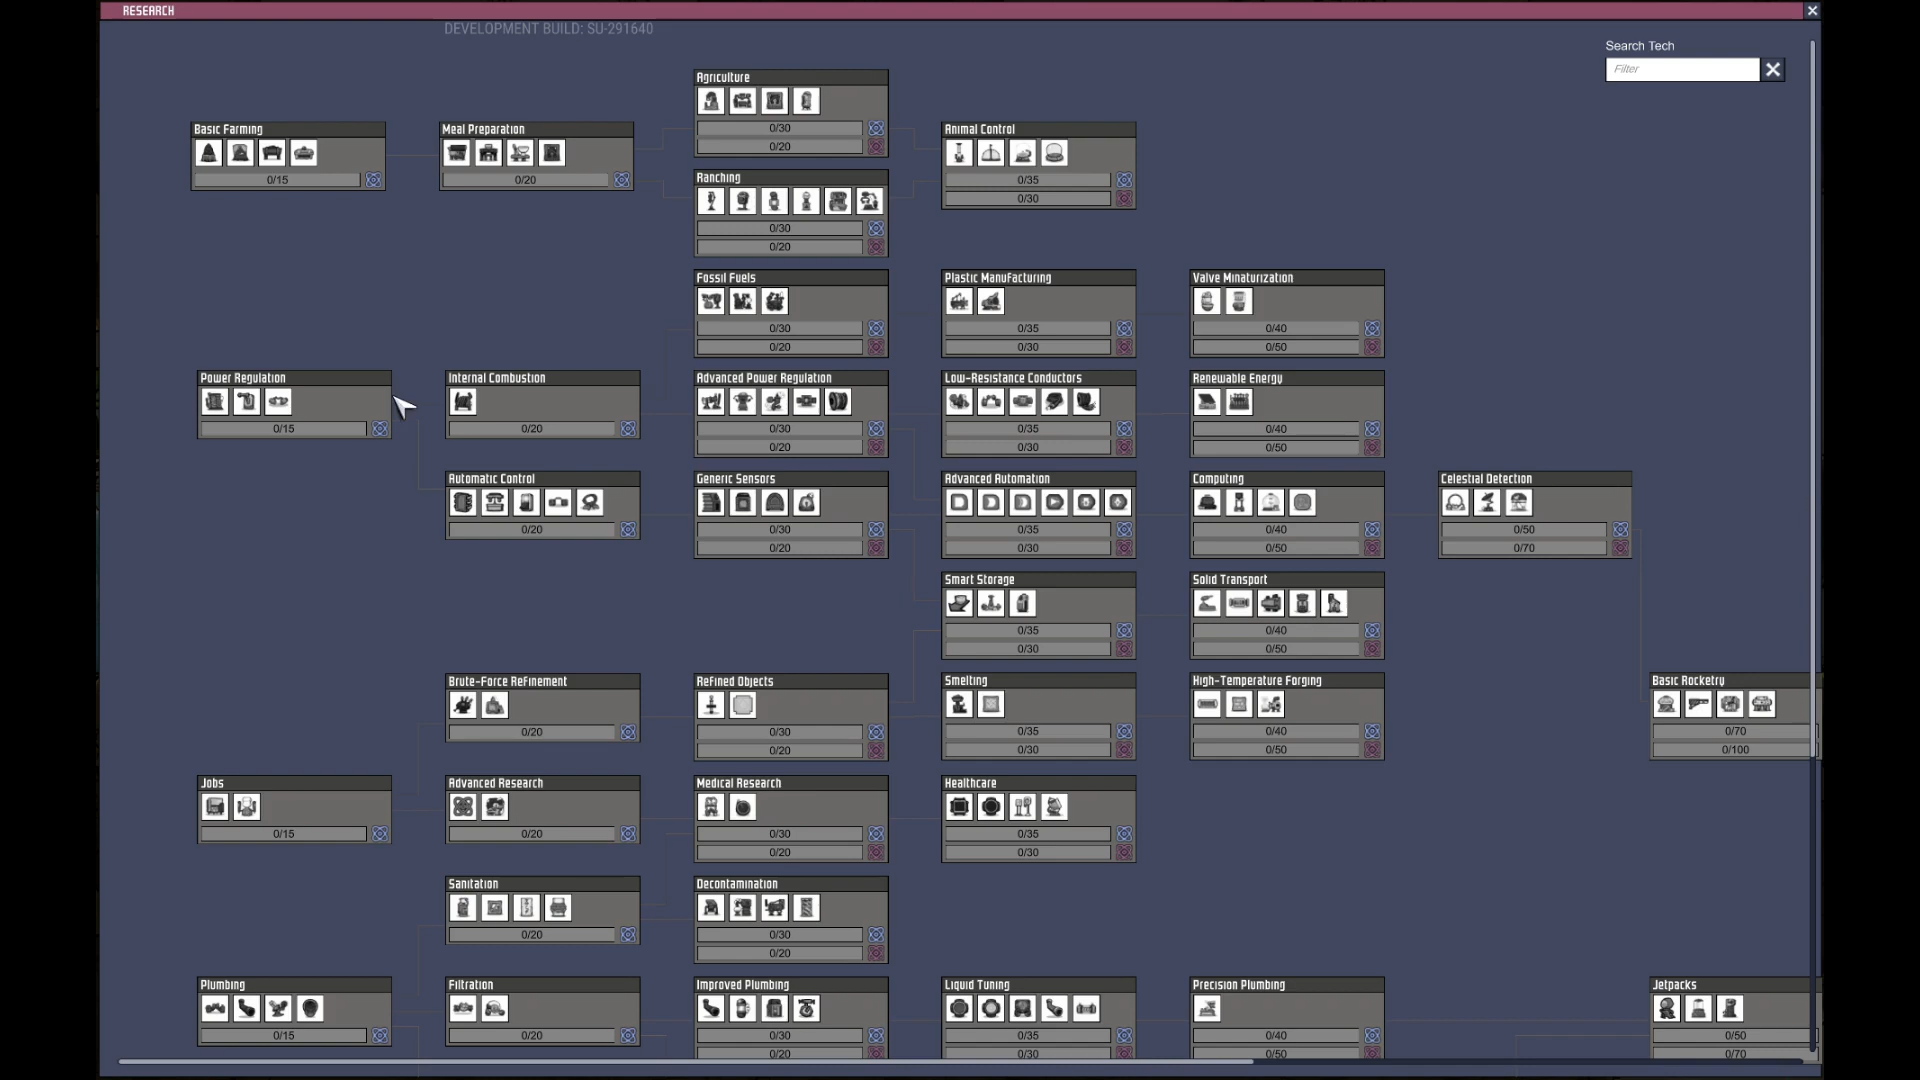 RESEARCH
DEVELOPMENT BUILD: SU-291640
Search Tech
Filter
Agriculture
0/30
0/20
Basic Farming
0/15
Meal Preparation
0/20
Animal Control
0/35
0/30
Ranching
0/30
0/20
Fossil Fuels
0/30
0/20
Plastic Manufacturing
0/35
0/30
Valve Minaturization
0/40
0/50
Power Regulation
0/15
Internal Combustion
0/20
Advanced Power Regulation
0/30
0/20
Low-Resistance Conductors
0/35
0/30
Renewable Energy
0/40
0/50
Automatic Control
0/20
Generic Sensors
0/30
0/20
Advanced Automation
0/35
0/30
Computing
0/40
0/50
Celestial Detection
0/50
0/70
Smart Storage
0/35
0/30
Solid Transport
0/40
0/50
Brute-Force Refinement
0/20
Refined Objects
0/30
0/20
Smelting
0/35
0/30
High-Temperature Forging
0/40
0/50
Basic Rocketry
0/70
0/100
Jobs
0/15
Advanced Research
0/20
Medical Research
0/30
0/20
Healthcare
0/35
0/30
Sanitation
0/20
Decontamination
0/30
0/20
Plumbing
0/15
Filtration
0/20
Improved Plumbing
0/30
0/20
Liquid Tuning
0/35
0/30
Precision Plumbing
0/40
0/50
Jetpacks
0/50
0/70